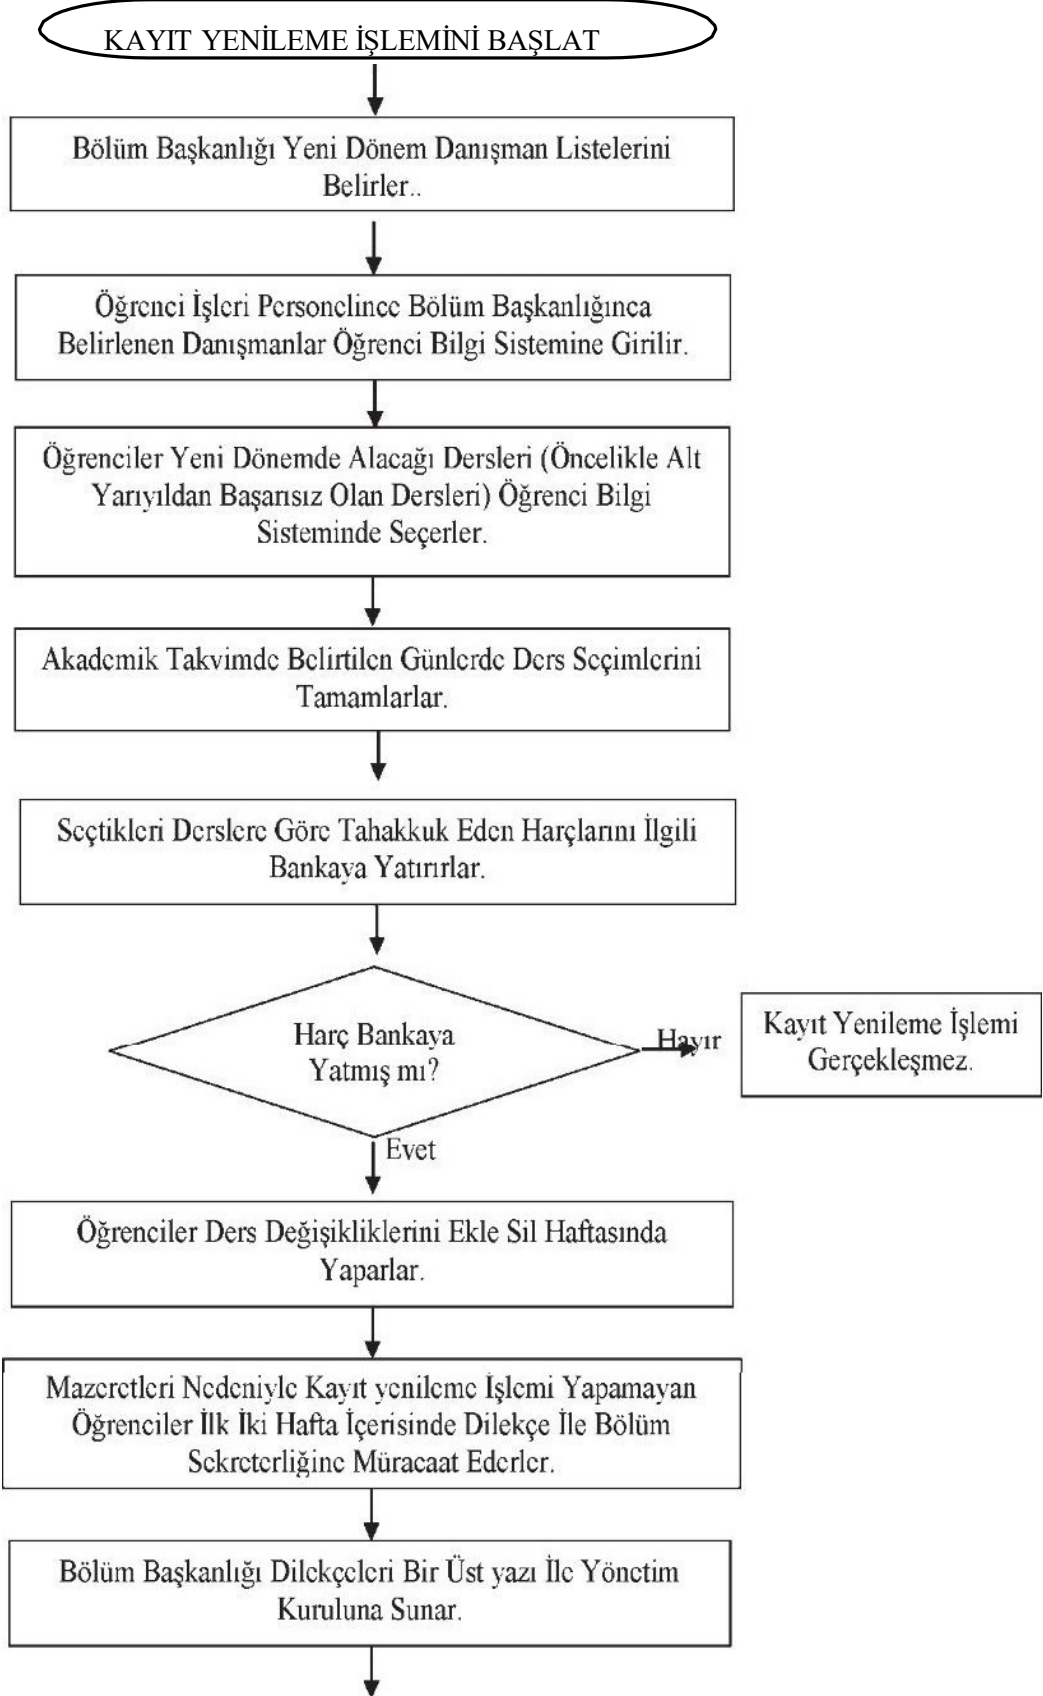 KAYIT YENİLEME İŞLEMİNİ BAŞLAT
Bölüm Başkanlığı Yeni Dönem Danışman Listelerini
Belirler..
Öğrenci İşleri Personelince Bölüm Başkanlığınca
Belirlenen Danışmanlar Öğrenci Bilgi Sistemine Girilir.
Öğrenciler Yeni Dönemde Alacağı Dersleri (Öncelikle Alt
Yarıyıldan Başarısız Olan Dersleri) Öğrenci Bilgi
Sisteminde Seçerler.
Akademik Takvimde Belirtilen Günlerde Ders Seçimlerini
Tamamlarlar.
Seçtikleri Derslere Göre Tahakkuk Eden Harçlarını İlgili
Bankaya Yatırırlar.
Harç Bankaya
Yatmış mı?
Hayır
Kayıt Yenileme İşlemi
Gerçekleşmez.
Evet
Öğrenciler Ders Değişikliklerini Ekle Sil Haftasında
Yaparlar.
Mazeretleri Nedeniyle Kayıt yenileme İşlemi Yapamayan
Öğrenciler İlk İki Hafta İçerisinde Dilekçe İle Bölüm
Sekreterliğine Müracaat Ederler.
Bölüm Başkanlığı Dilekçeleri Bir Üst yazı İle Yönetim
Kuruluna Sunar.